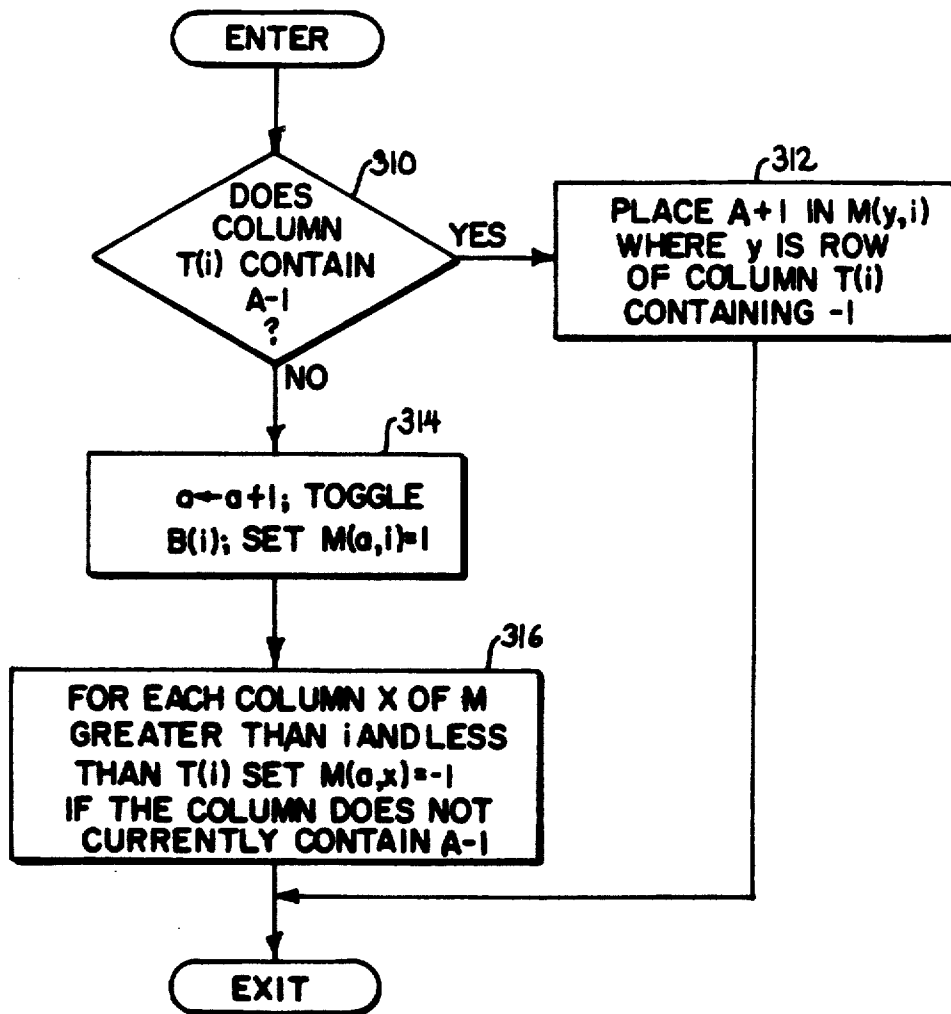 ENTER
310
DOES
COLUMN
T(i) CONTAIN
A-1
?
YES
NO
312
PLACE A+1 IN M(y,i)
WHERE y IS ROW
OF COLUMN T(i)
CONTAINING -1
314
a←a+1; TOGGLE
B(i); SET M(a,i)=1
316
FOR EACH COLUMN X OF M
GREATER THAN i AND LESS
THAN T(i) SET M(a,x)=-1
IF THE COLUMN DOES NOT
CURRENTLY CONTAIN A-1
EXIT